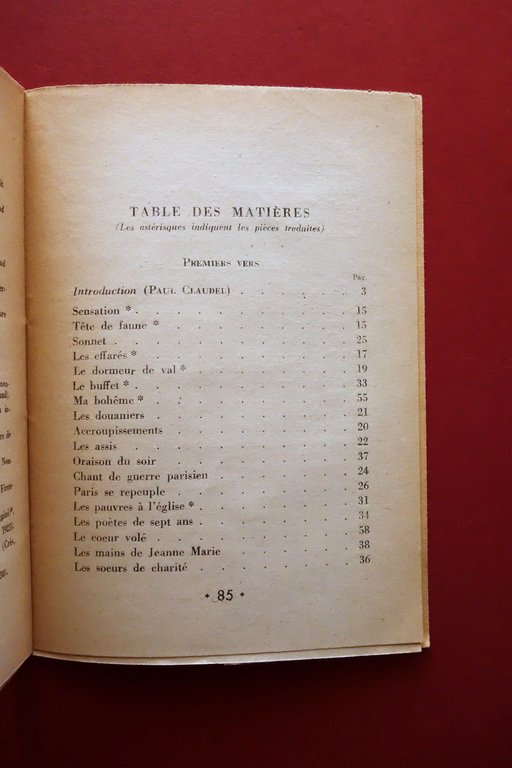 TABLE DES MATIÈRES
(Les astérisques indiquent les pièces treduites)
PREMIERS VERS
Pag.
Introduction (PAUL CLAUDEL) . . . . . . 3
Sensation * . . . . . . . . 15
Tête de faune * . . . . . . . 15
Sonnet . . . . . . . . . 25
Les effarés * . . . . . . . . 17
Le dormeur de val * . . . . . . 19
Le buffet * . . . . . . . . 33
Ma bohême * . . . . . . . . 55
Les douaniers . . . . . . . 21
Accroupissements . . . . . . . 20
Les assis . . . . . . . . 22
Oraison du soir . . . . . . . 37
Chant de guerre parisien . . . . . 24
Paris se repeuple . . . . . . . 26
Les pauvres à l'église * . . . . . . 31
Les poètes de sept ans . . . . . . 34
Le coeur volé . . . . . . . 58
Les mains de Jeanne Marie . . . . . 38
Les soeurs de charité . . . . . . 36
• 85 •